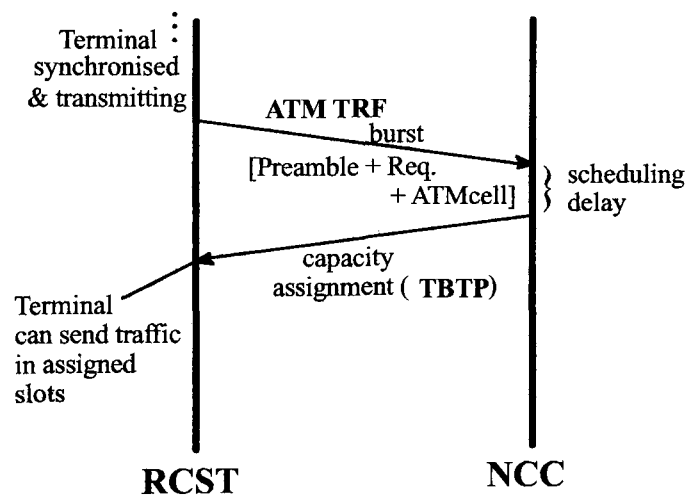 Terminal
synchronised
& transmitting
ATM TRF
burst
[Preamble + Req.
+ ATMcell]
scheduling
delay
capacity
assignment ( TBTP)
Terminal
can send traffic
in assigned
slots
RCST
NCC